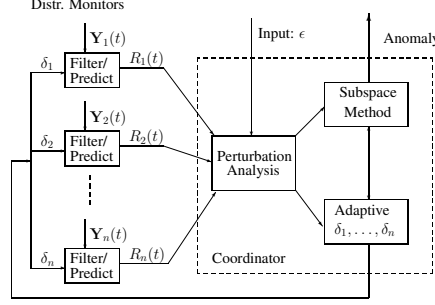 Distr. Monitors
Y₁(t)
Input: ϵ
Anomaly
δ₁
Filter/
Predict
R₁(t)
Subspace
Method
Y₂(t)
δ₂
Filter/
Predict
R₂(t)
Perturbation
Analysis
Adaptive
δ₁, . . . , δₙ
Yₙ(t)
δₙ
Filter/
Predict
Rₙ(t)
Coordinator